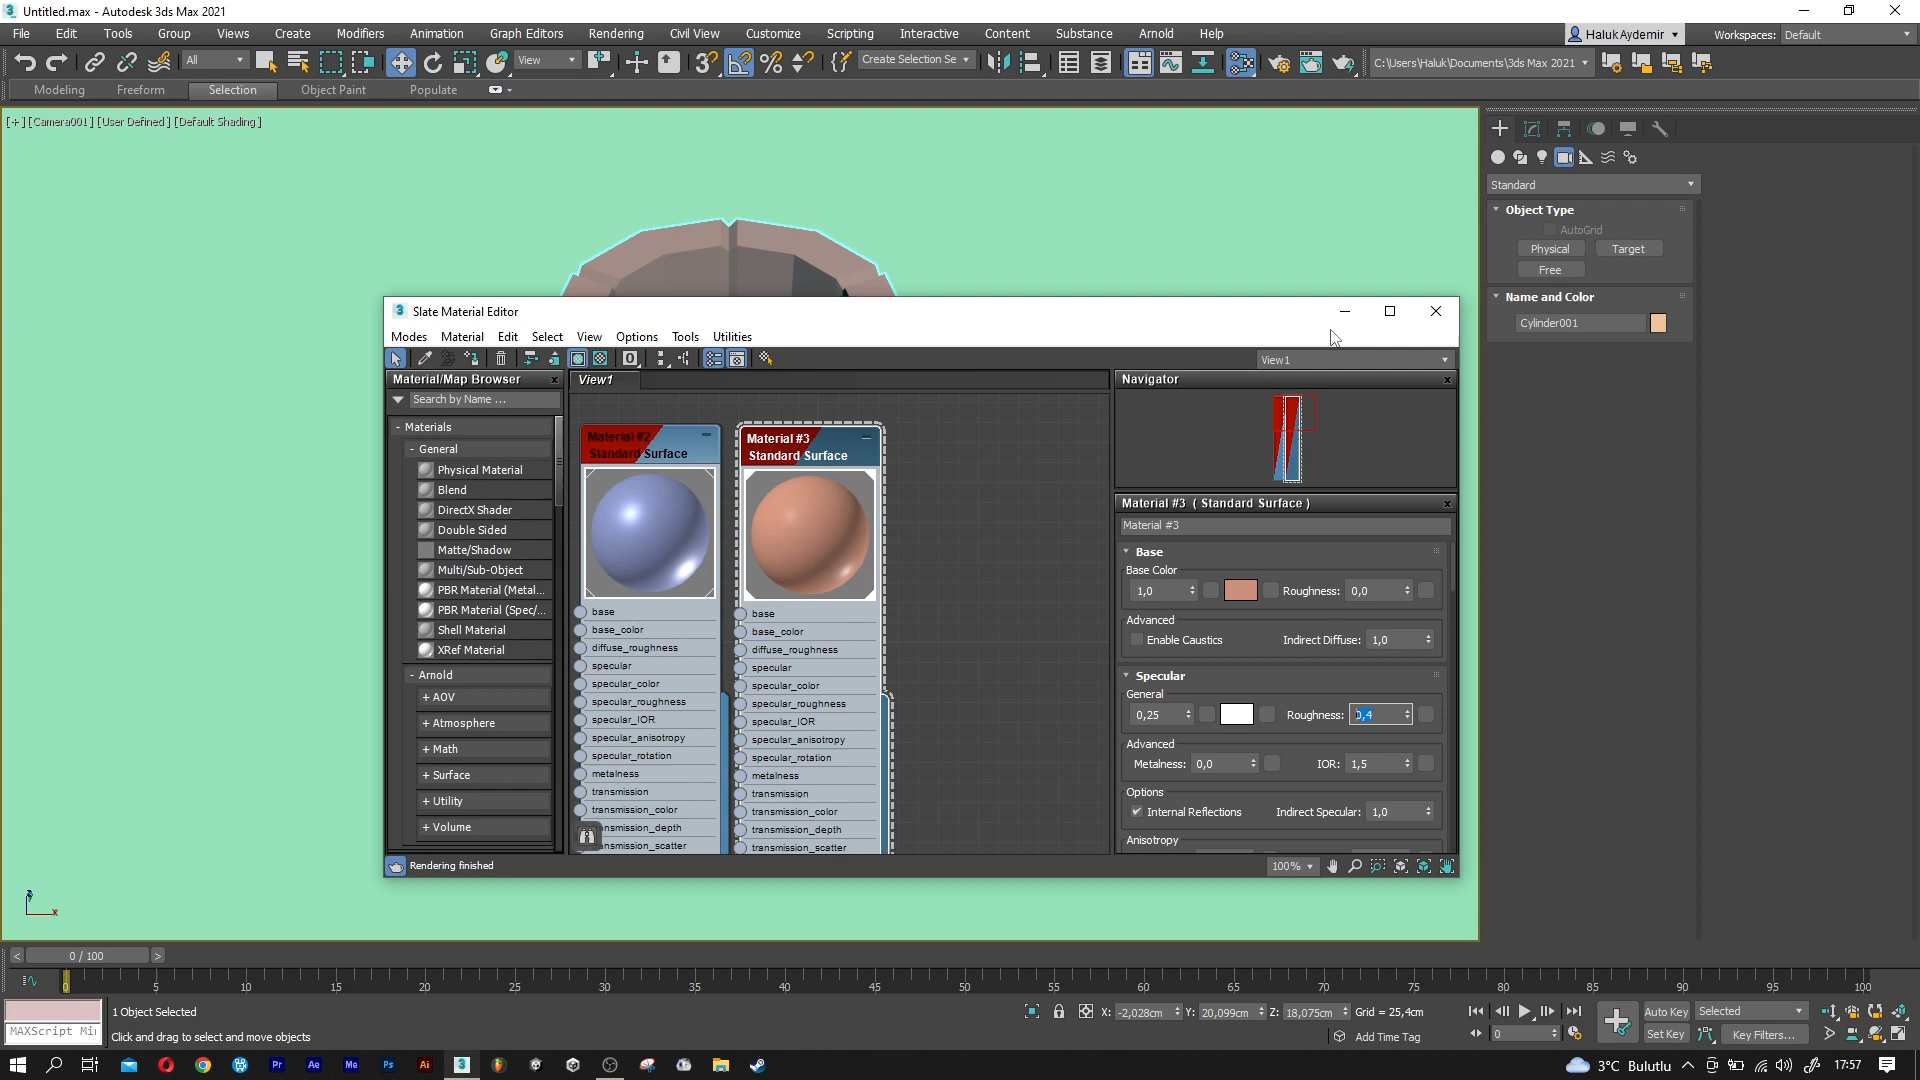 Untitled.max - Autodesk 3ds Max 2021
File Edit Tools Group Views Create Modifiers Animation Graph Editors Rendering Civil View Customize Scripting Interactive Content Substance Arnold Help
Haluk Aydemir
Workspaces: Default
All
View
Create Selection Se
C:\Users\Haluk\Documents\3ds Max 2021
Modeling Freeform Selection Object Paint Populate
[+] [Camera001] [User Defined] [Default Shading]
Standard
Object Type
AutoGrid
Physical Target
Free
Name and Color
Cylinder001
Slate Material Editor
Modes Material Edit Select View Options Tools Utilities
View1
Material/Map Browser
Search by Name ...
- Materials
- General
Physical Material
Blend
DirectX Shader
Double Sided
Matte/Shadow
Multi/Sub-Object
PBR Material (Metal...
PBR Material (Spec/...
Shell Material
XRef Material
- Arnold
+ AOV
+ Atmosphere
+ Math
+ Surface
+ Utility
+ Volume
View1
Material #2
Standard Surface
base
base_color
diffuse_roughness
specular
specular_color
specular_roughness
specular_IOR
specular_anisotropy
specular_rotation
metalness
transmission
transmission_color
ansmission_depth
ansmission_scatter
Material #3
Standard Surface
base
base_color
diffuse_roughness
specular
specular_color
specular_roughness
specular_IOR
specular_anisotropy
specular_rotation
metalness
transmission
transmission_color
transmission_depth
transmission_scatter
Navigator
Material #3 ( Standard Surface )
Material #3
Base
Base Color
1,0 Roughness: 0,0
Advanced
Enable Caustics Indirect Diffuse: 1,0
Specular
General
0,25 Roughness: 0,4
Advanced
Metalness: 0,0 IOR: 1,5
Options
Internal Reflections Indirect Specular: 1,0
Anisotropy
Rendering finished
100%
x
< 0 / 100 >
0 5 10 15 20 25 30 35 40 45 50 55 60 65 70 75 80 85 90 95 100
1 Object Selected
X: -2,028cm Y: 20,099cm Z: 18,075cm Grid = 25,4cm
Auto Key Selected
MAXScript Mi
Click and drag to select and move objects
Add Time Tag
0
Set Key Key Filters...
Pr Ae Me Ps Ai 3
3°C Bulutlu
17:57